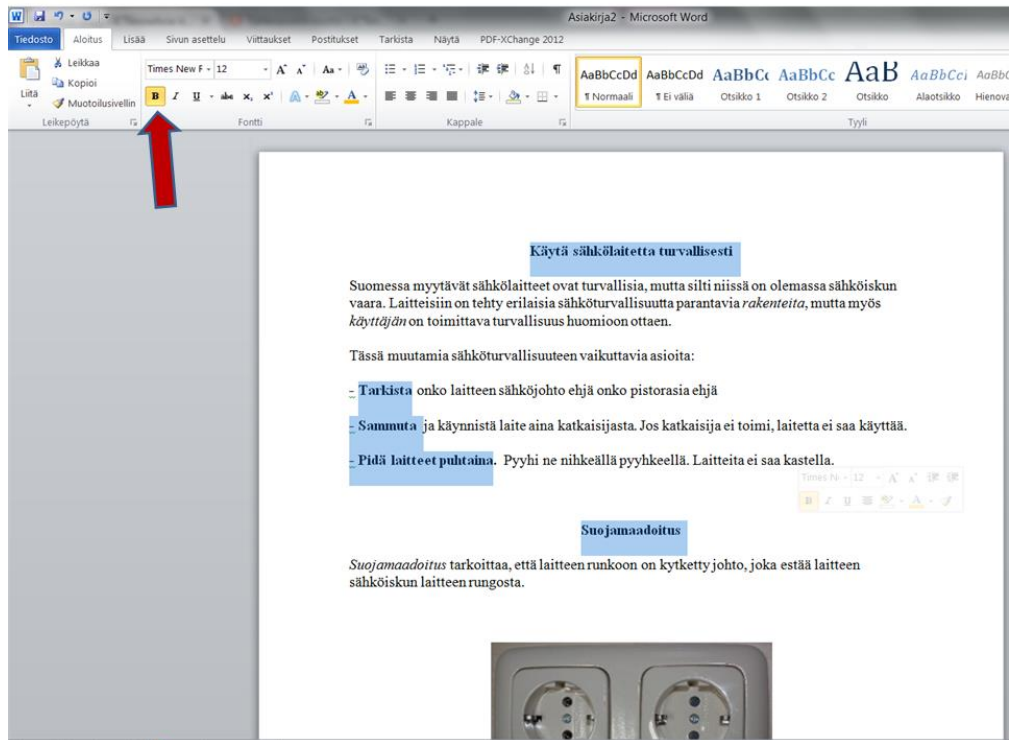 Asiakirja2 - Microsoft Word
Tiedosto Aloitus Lisää Sivun asettelu Viittaukset Postitukset Tarkista Näytä PDF-XChange 2012
Liitä
Leikkaa
Kopioi
Muotoilusivellin
Leikepöytä
Times New F 12
Aa
B I U abc x, x' A A
Fontti
Kappale
AaBbCcDd AaBbCcDd AaBbCc AaBbCc AaB AaBbCci AaBbC
¶ Normaali ¶ Ei väliä Otsikko 1 Otsikko 2 Otsikko Alaotsikko Hienova
Tyyli
Käytä sähkölaitetta turvallisesti
Suomessa myytävät sähkölaitteet ovat turvallisia, mutta silti niissä on olemassa sähköiskun
vaara. Laitteisiin on tehty erilaisia sähköturvallisuutta parantavia rakenteita, mutta myös
käyttäjän on toimittava turvallisuus huomioon ottaen.
Tässä muutamia sähköturvallisuuteen vaikuttavia asioita:
- Tarkista onko laitteen sähköjohto ehjä onko pistorasia ehjä
- Sammuta ja käynnistä laite aina katkaisijasta. Jos katkaisija ei toimi, laitetta ei saa käyttää.
- Pidä laitteet puhtaina. Pyyhi ne nihkeällä pyyhkeellä. Laitteita ei saa kastella.
Times N 12
Suojamaadoitus
Suojamaadoitus tarkoittaa, että laitteen runkoon on kytketty johto, joka estää laitteen
sähköiskun laitteen rungosta.